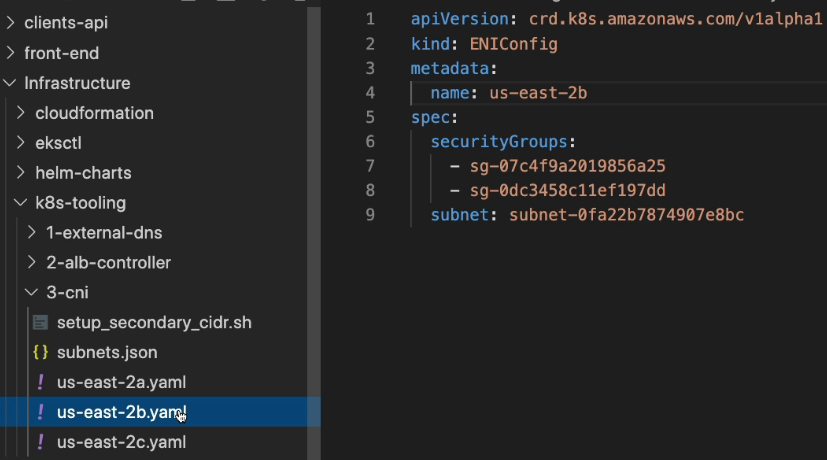 clients-api
front-end
Infrastructure
cloudformation
eksctl
helm-charts
k8s-tooling
1-external-dns
2-alb-controller
3-cni
setup_secondary_cidr.sh
{} subnets.json
! us-east-2a.yaml
! us-east-2b.yaml
! us-east-2c.yaml
1 apiVersion: crd.k8s.amazonaws.com/v1alpha1
2 kind: ENIConfig
3 metadata:
4 name: us-east-2b
5 spec:
6 securityGroups:
7 - sg-07c4f9a2019856a25
8 - sg-0dc3458c11ef197dd
9 subnet: subnet-0fa22b7874907e8bc